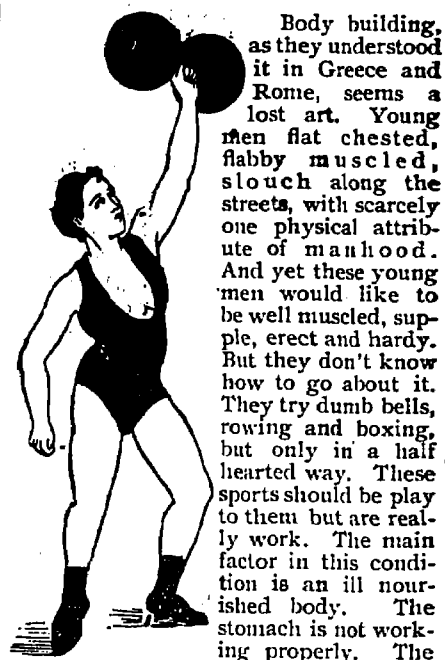 Body building,
as they understood
it in Greece and
Rome, seems a
lost art. Young
men flat chested,
flabby muscled,
slouch along the
streets, with scarcely
one physical attrib-
ute of manhood.
And yet these young
men would like to
be well muscled, sup-
ple, erect and hardy.
But they don't know
how to go about it.
They try dumb bells,
rowing and boxing,
but only in a half
hearted way. These
sports should be play
to them but are real-
ly work. The main
factor in this condi-
tion is an ill nour-
ished body. The
stomach is not work-
ing properly. The